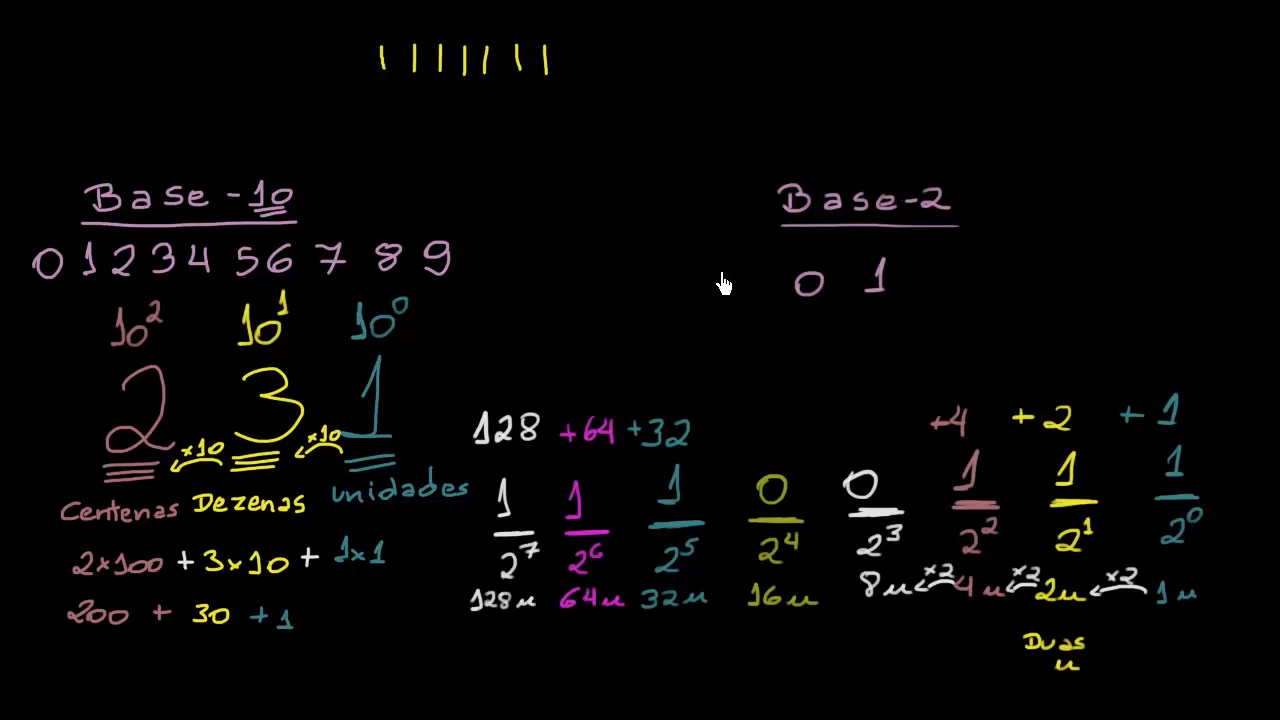 | | | | | | |
Base-10
0 1 2 3 4 5 6 7 8 9
10² 10¹ 10⁰
2 3 1
×10 ×10
Centenas Dezenas unidades
2×100 + 3×10 + 1×1
200 + 30 + 1
Base-2
0 1
128 +64 +32 +4 +2 +1
1 1 1 0 0 1 1 1
2⁷ 2⁶ 2⁵ 2⁴ 2³ 2² 2¹ 2⁰
128u 64u 32u 16u 8u ×2 4u ×2 2u ×2 1u
Duas
u